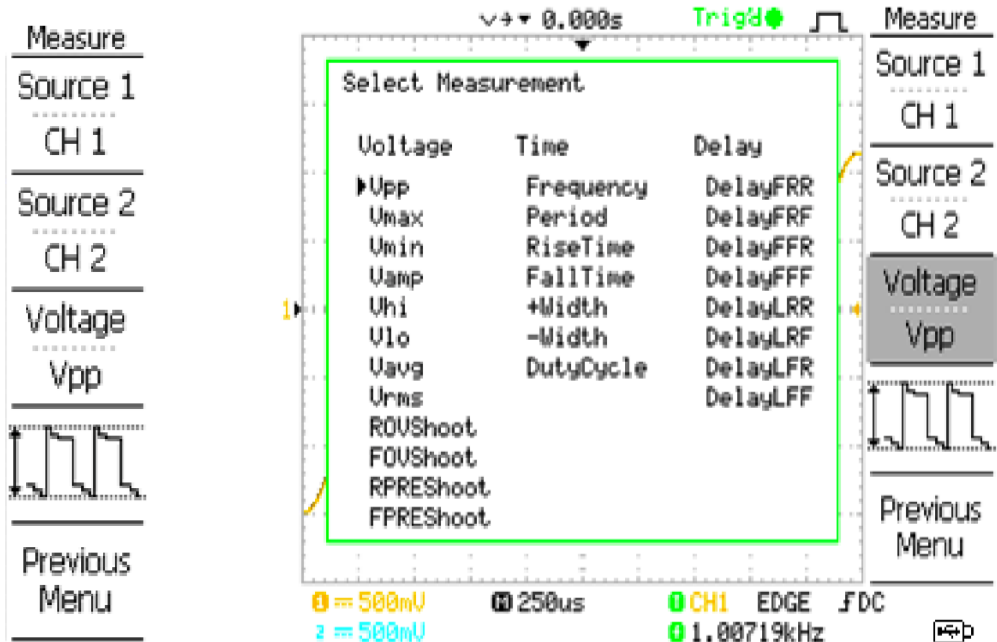 Measure
Source 1
CH 1
Source 2
CH 2
Voltage
Vpp
Previous
Menu
0.000s Trig'd
Select Measurement
Voltage Time Delay
Vpp Frequency DelayFRR
Vmax Period DelayFRF
Vmin RiseTime DelayFFR
Vamp FallTime DelayFFF
Vhi +Width DelayLRR
Vlo -Width DelayLRF
Vavg DutyCycle DelayLFR
Vrms DelayLFF
ROVShoot
FOVShoot
RPREShoot
FPREShoot
1
1 500mV M 250us T CH1 EDGE DC
2 500mV 1.00719kHz
Measure
Source 1
CH 1
Source 2
CH 2
Voltage
Vpp
Previous
Menu